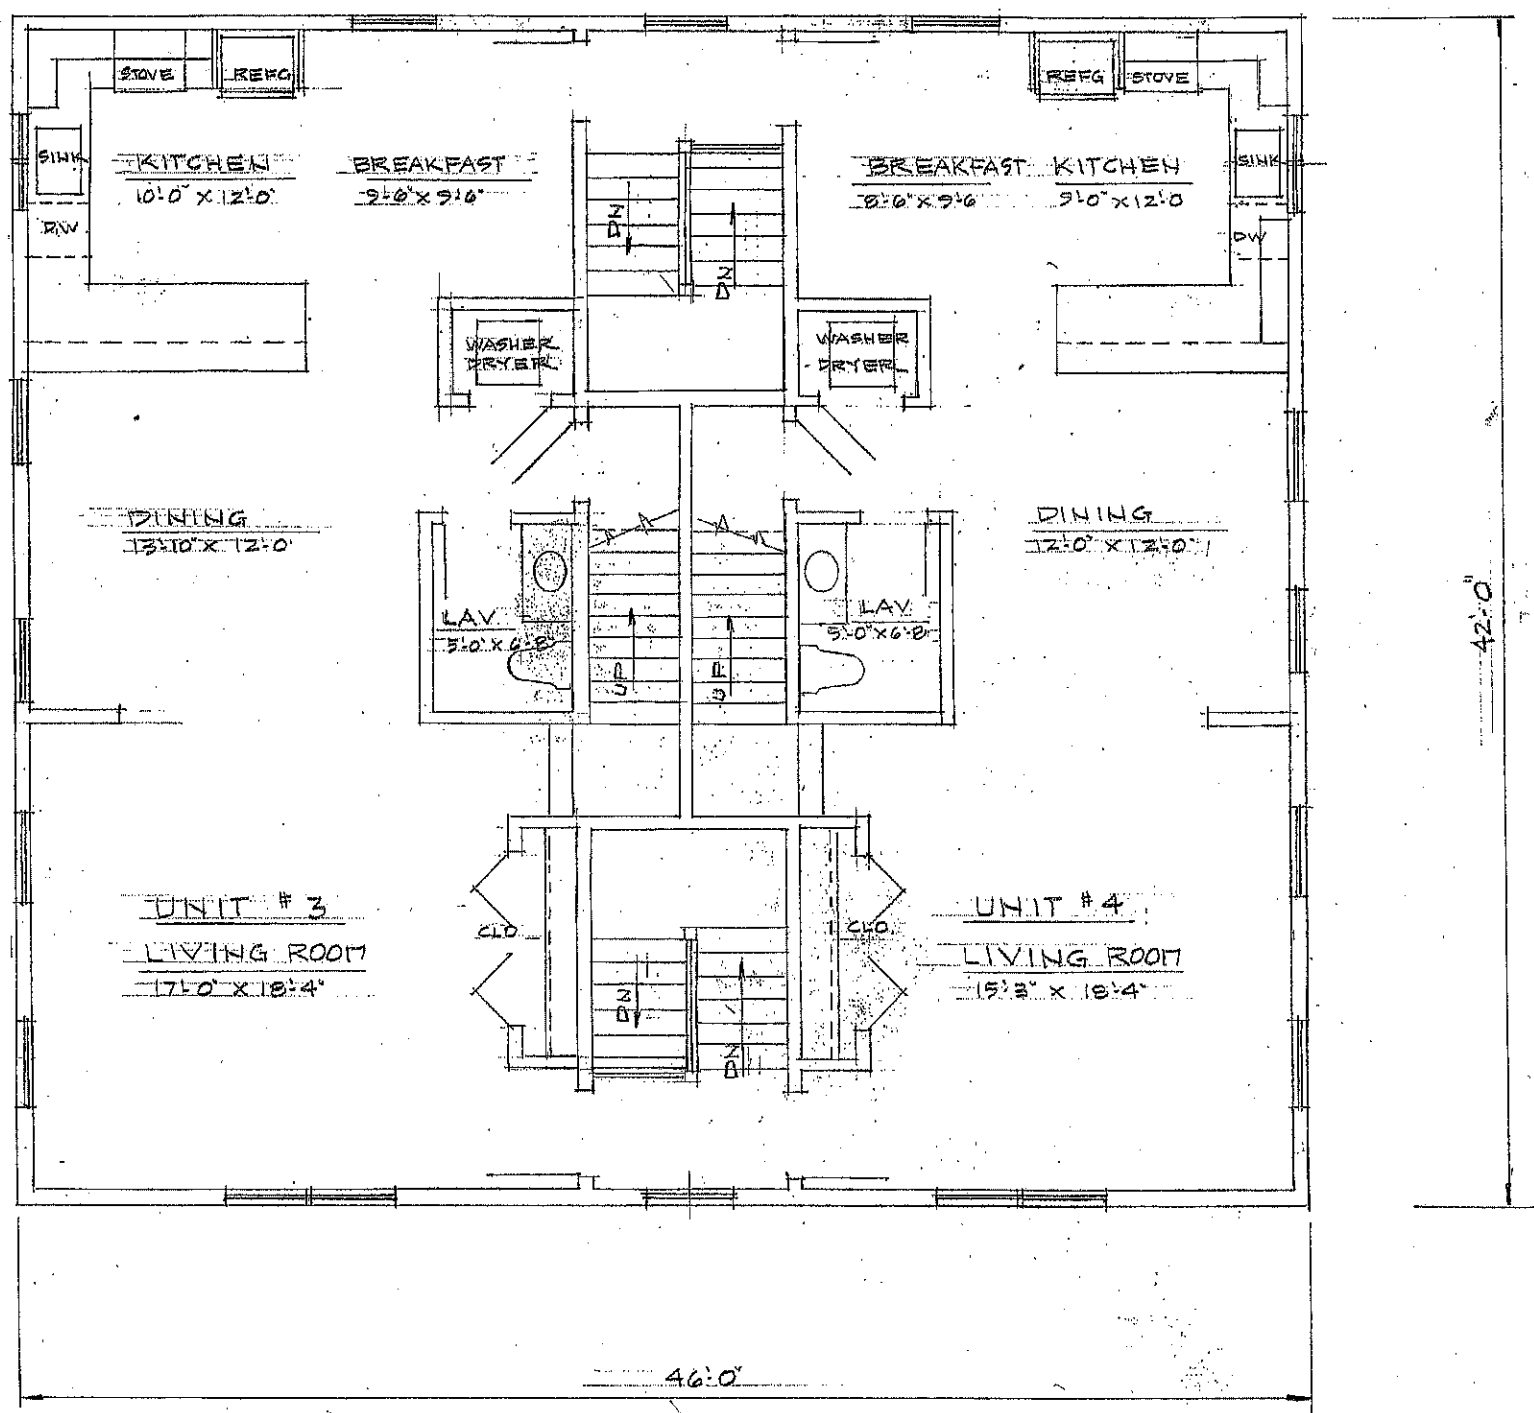 STOVE
REFG
REFG
STOVE
SINK
KITCHEN
10'-0" X 12'-0"
BREAKFAST
9'-6" X 9'-6"
BREAKFAST
8'-6" X 9'-6"
KITCHEN
9'-0" X 12'-0
SINK
D/W
DW
DN
DN
WASHER
DRYER
WASHER
DRYER
DINING
13'-10" X 12'-0"
DINING
12'-0" X 12'-0"
LAV.
5'-0" X 6'-8"
LAV
5'-0" X 6'-8
UP
UP
42'-0"
UNIT # 3
LIVING ROOM
17'-0" X 18'-4"
CLO
CLO.
UNIT #4
LIVING ROOM
15'-3" X 18'-4"
DN
DN
46'-0"